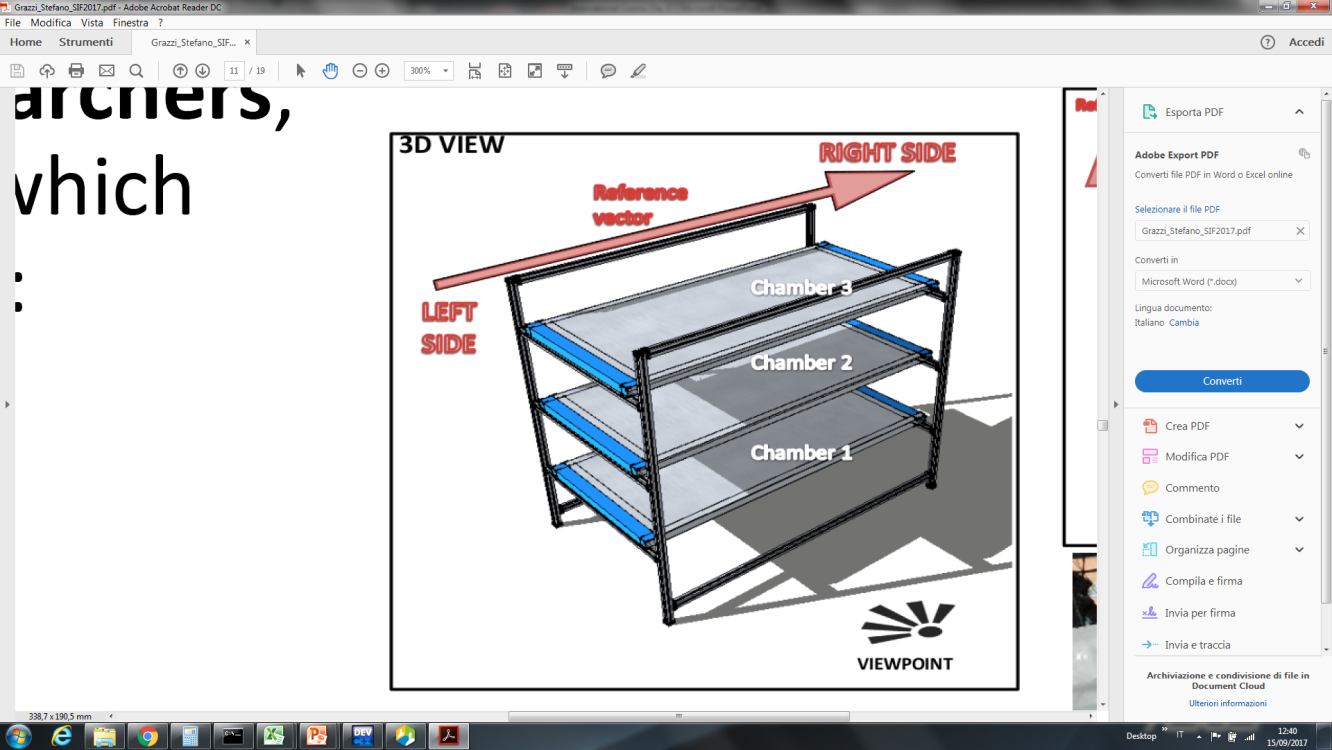 Grazzi_Stefano_SIF2017.pdf - Adobe Acrobat Reader DC
File Modifica Vista Finestra ?
Home Strumenti Grazzi_Stefano_SIF... × Accedi
11 / 19 300%
archers,
which
:
3D VIEW
RIGHT SIDE
Reference
vector
LEFT
SIDE
Chamber 3
Chamber 2
Chamber 1
VIEWPOINT
Esporta PDF
Adobe Export PDF
Converti file PDF in Word o Excel online
Selezionare il file PDF
Grazzi_Stefano_SIF2017.pdf
Converti in
Microsoft Word (*.docx)
Lingua documento:
Italiano Cambia
Converti
Crea PDF
Modifica PDF
Commento
Combinate i file
Organizza pagine
Compila e firma
Invia per firma
Invia e traccia
Archiviazione e condivisione di file in
Document Cloud
Ulteriori informazioni
338,7 x 190,5 mm
DEV
Desktop » IT 12:40
15/09/2017